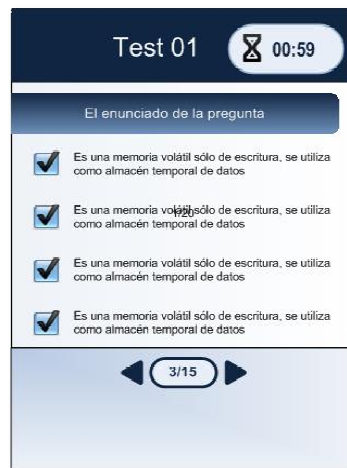 Test 01
00:59
El enunciado de la pregunta
Es una memoria volátil sólo de escritura, se utiliza
como almacén temporal de datos
Es una memoria volátil sólo de escritura, se utiliza
1/20
como almacén temporal de datos
Es una memoria volátil sólo de escritura, se utiliza
como almacén temporal de datos
Es una memoria volátil sólo de escritura, se utiliza
como almacén temporal de datos
3/15